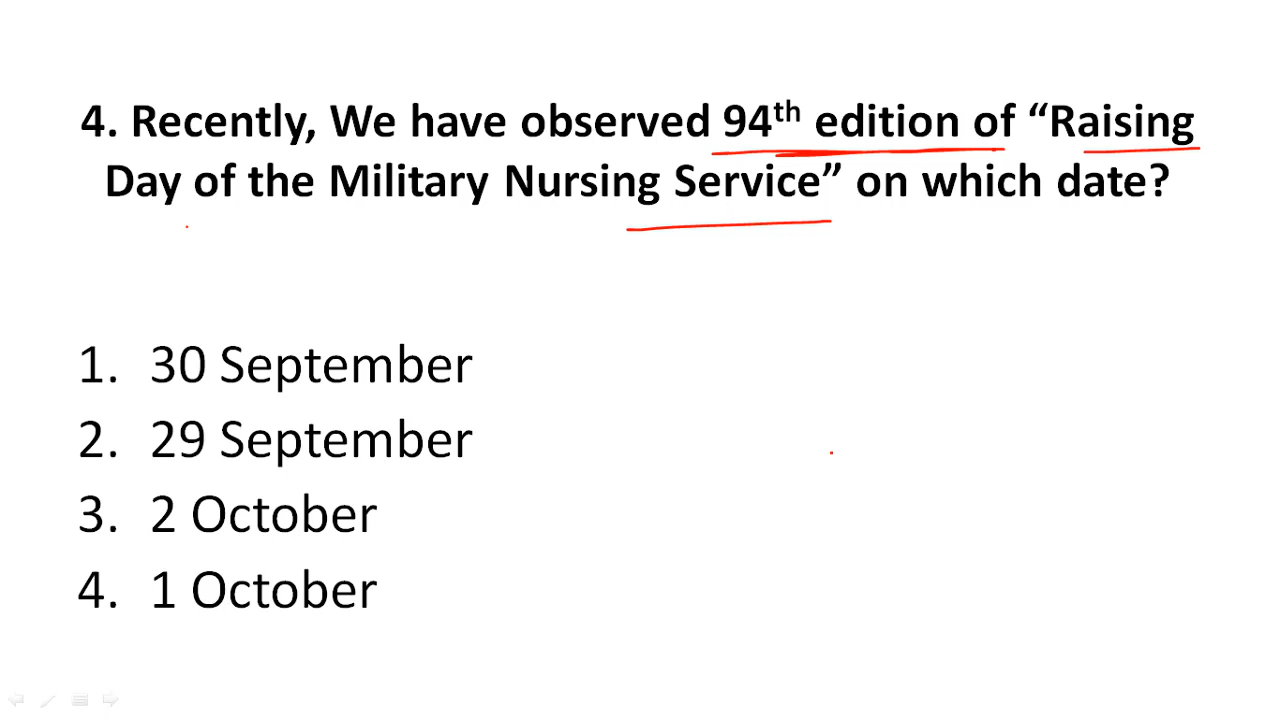 4. Recently, We have observed 94th edition of “Raising
Day of the Military Nursing Service” on which date?
1. 30 September
2. 29 September
3. 2 October
4. 1 October